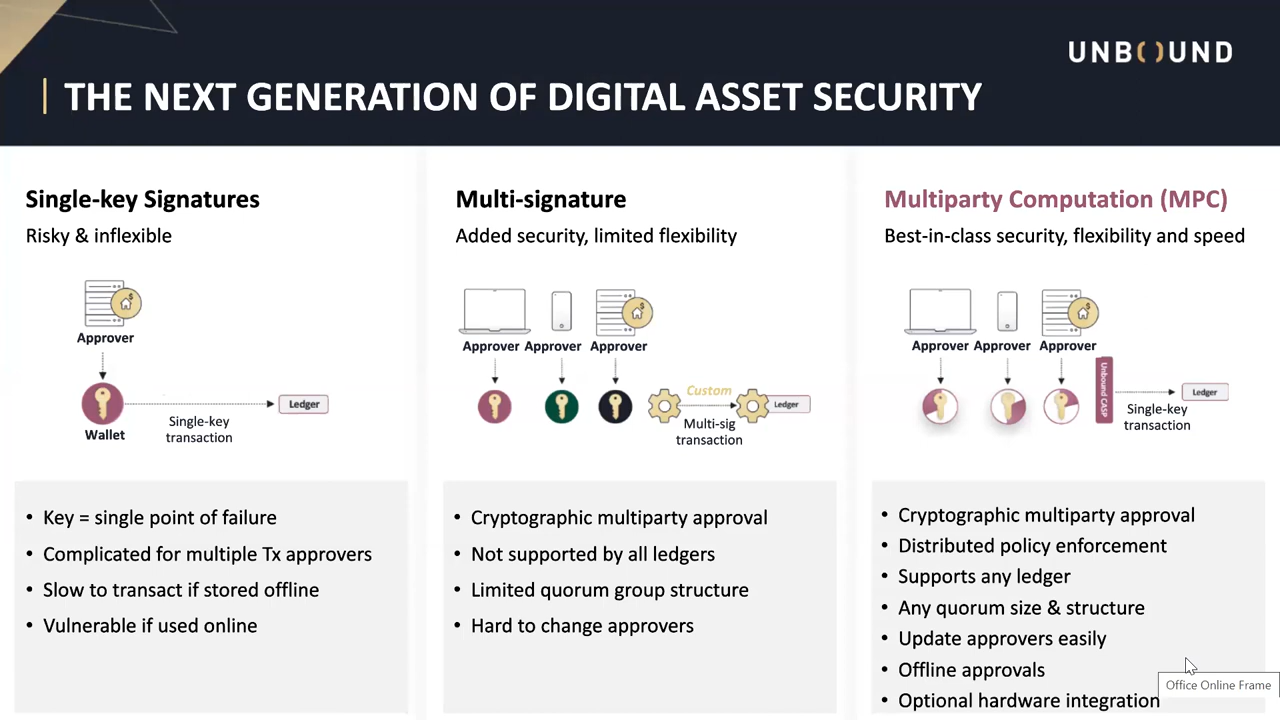 UNBOUND
THE NEXT GENERATION OF DIGITAL ASSET SECURITY
Single-key Signatures
Risky & inflexible
Approver
Wallet
Single-key
transaction
Ledger
• Key = single point of failure
• Complicated for multiple Tx approvers
• Slow to transact if stored offline
• Vulnerable if used online
Multi-signature
Added security, limited flexibility
Approver Approver Approver
Custom
Multi-sig
transaction
Ledger
• Cryptographic multiparty approval
• Not supported by all ledgers
• Limited quorum group structure
• Hard to change approvers
Multiparty Computation (MPC)
Best-in-class security, flexibility and speed
Approver Approver Approver
Unbound CASP
Single-key
transaction
Ledger
• Cryptographic multiparty approval
• Distributed policy enforcement
• Supports any ledger
• Any quorum size & structure
• Update approvers easily
• Offline approvals
• Optional hardware integration
Office Online Frame